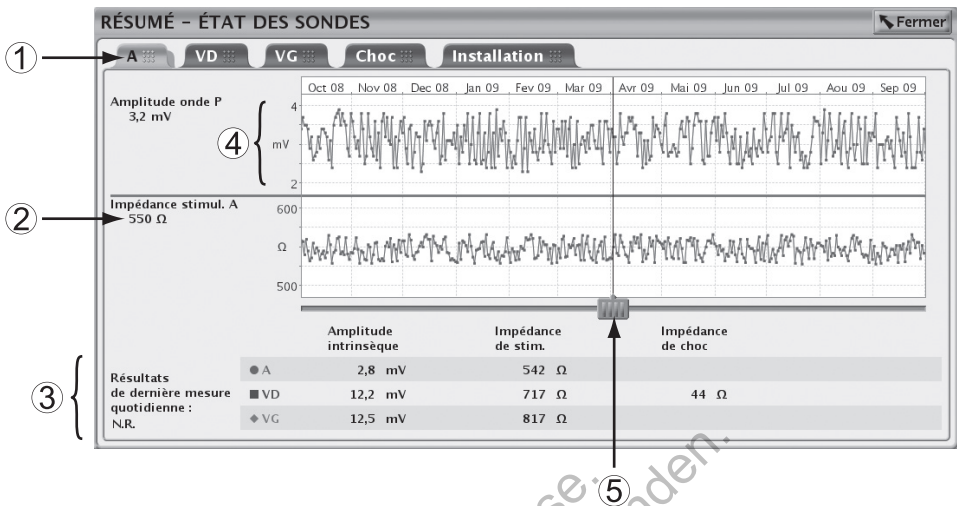 RÉSUMÉ – ÉTAT DES SONDES
Fermer
1
A VD VG Choc Installation
Oct 08 Nov 08 Dec 08 Jan 09 Fev 09 Mar 09 Avr 09 Mai 09 Jun 09 Jul 09 Aou 09 Sep 09
Amplitude onde P
3,2 mV
4
4
mV
2
2
Impédance stimul. A
550 Ω
600
Ω
500
Amplitude intrinsèque
Impédance de stim.
Impédance de choc
3
Résultats
de dernière mesure
quotidienne :
N.R.
A 2,8 mV 542 Ω
VD 12,2 mV 717 Ω 44 Ω
VG 12,5 mV 817 Ω
5
se.
nden.